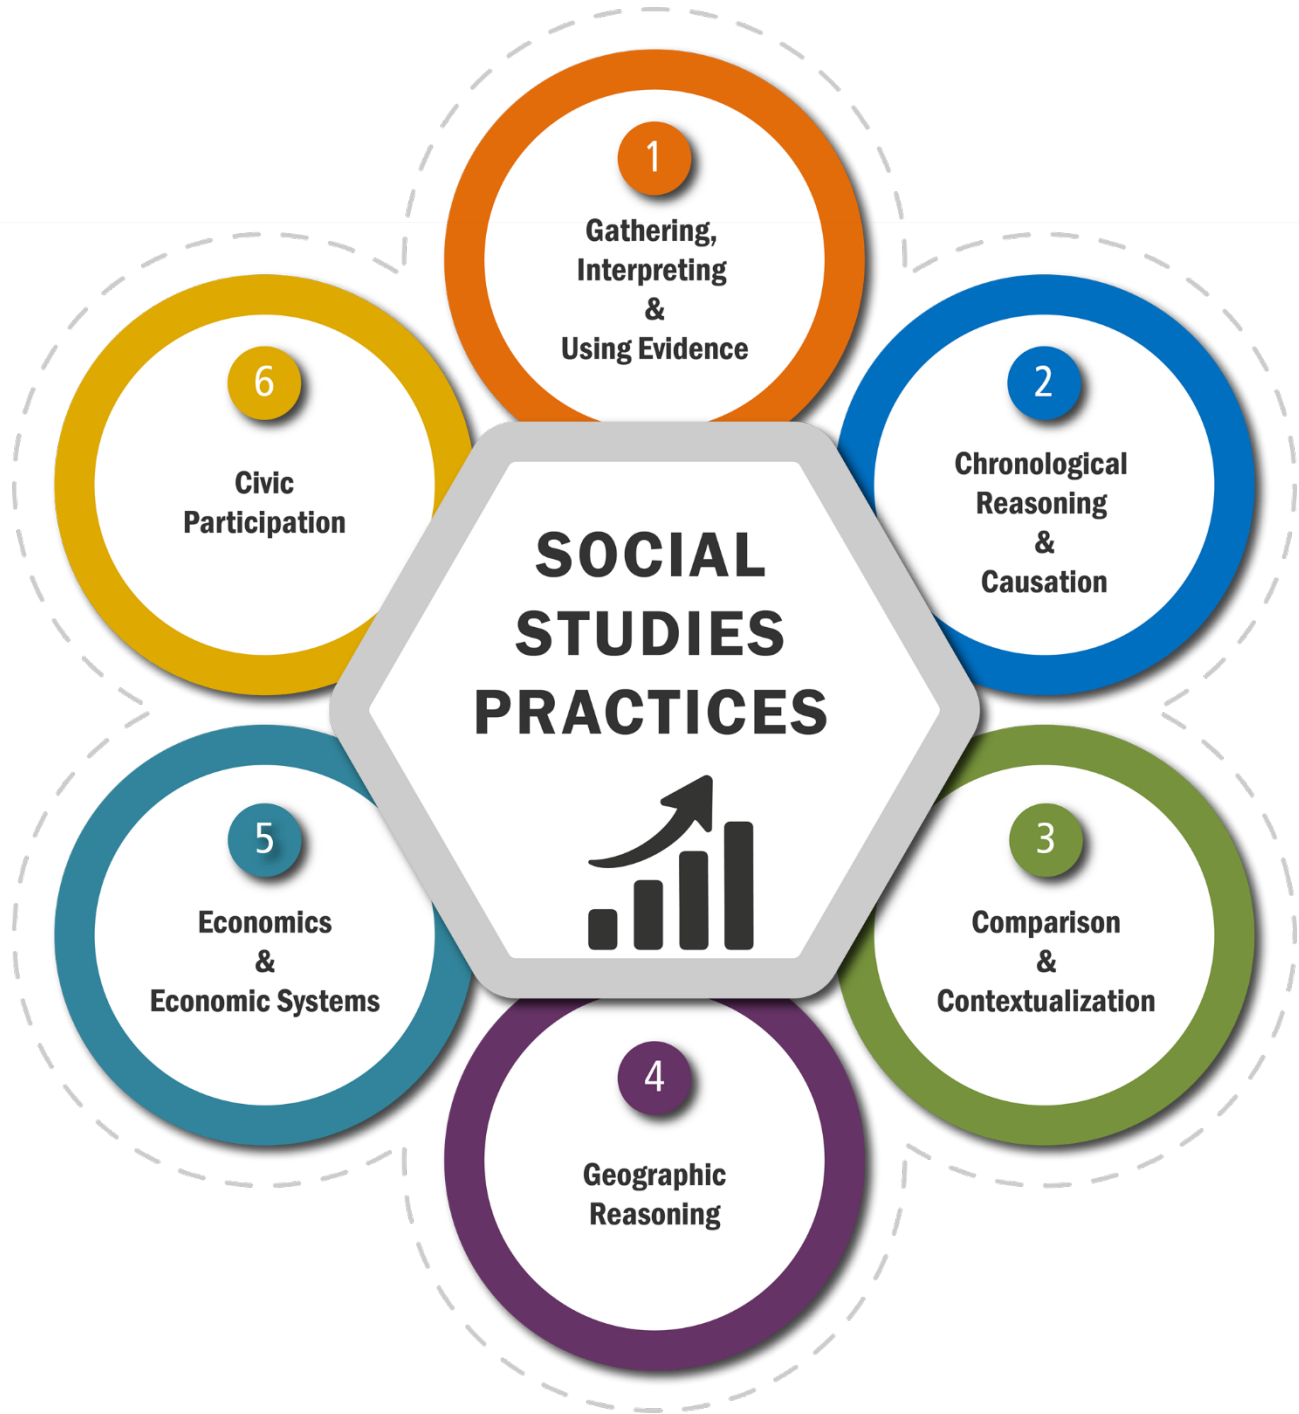 SOCIAL
STUDIES
PRACTICES
1
Gathering,
Interpreting
&
Using Evidence
2
Chronological
Reasoning
&
Causation
3
Comparison
&
Contextualization
4
Geographic
Reasoning
5
Economics
&
Economic Systems
6
Civic
Participation